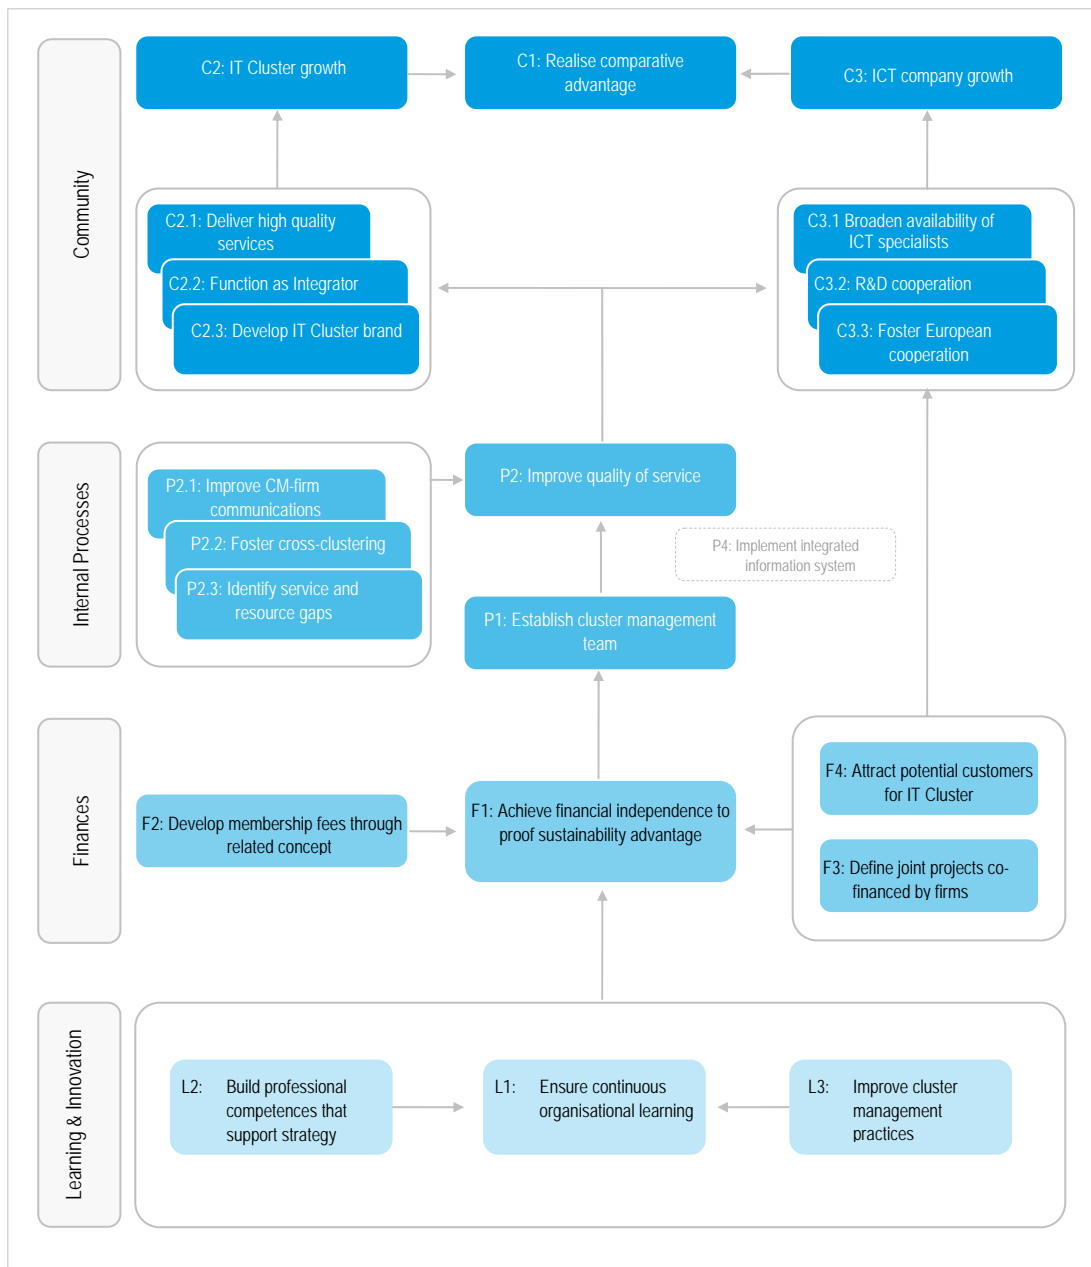 Community
C2: IT Cluster growth
C1: Realise comparative
advantage
C3: ICT company growth
C2.1: Deliver high quality
services
C2.2: Function as Integrator
C2.3: Develop IT Cluster brand
C3.1 Broaden availability of
ICT specialists
C3.2: R&D cooperation
C3.3: Foster European
cooperation
Internal Processes
P2.1: Improve CM-firm
communications
P2.2: Foster cross-clustering
P2.3: Identify service and
resource gaps
P2: Improve quality of service
P4: Implement integrated
information system
P1: Establish cluster management
team
Finances
F2: Develop membership fees through
related concept
F1: Achieve financial independence to
proof sustainability advantage
F4: Attract potential customers
for IT Cluster
F3: Define joint projects co-
financed by firms
Learning & Innovation
L2: Build professional
competences that
support strategy
L1: Ensure continuous
organisational learning
L3: Improve cluster
management
practices